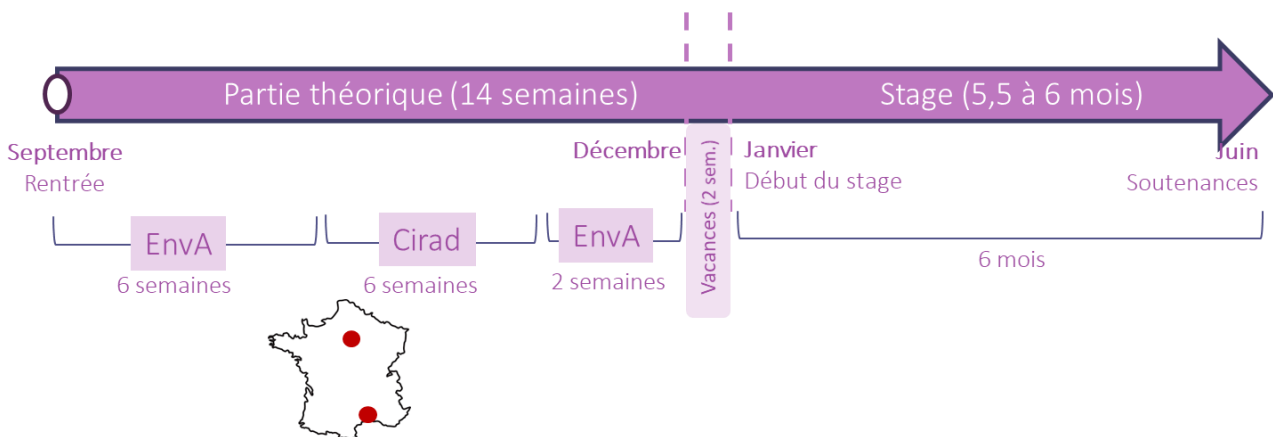 Partie théorique (14 semaines)
Stage (5,5 à 6 mois)
Septembre
Rentrée
Décembre
Vacances (2 sem.)
Janvier
Début du stage
Juin
Soutenances
EnvA
6 semaines
Cirad
6 semaines
EnvA
2 semaines
6 mois